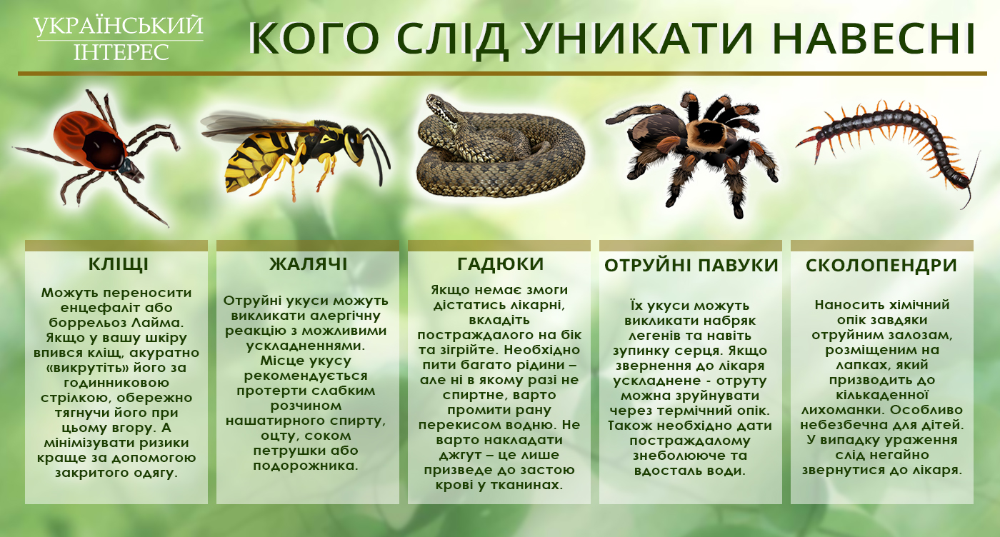 УКРАЇНСЬКИЙ
ІНТЕРЕС
КОГО СЛІД УНИКАТИ НАВЕСНІ
КЛІЩІ
Можуть переносити
енцефаліт або
боррельоз Лайма.
Якщо у вашу шкіру
впився кліщ, акуратно
«викрутіть» його за
годинниковою
стрілкою, обережно
тягнучи його при
цьому вгору. А
мінімізувати ризики
краще за допомогою
закритого одягу.
ЖАЛЯЧІ
Отруйні укуси можуть
викликати алергічну
реакцію з можливими
ускладненнями.
Місце укусу
рекомендується
протерти слабким
розчином
нашатирного спирту,
оцту, соком
петрушки або
подорожника.
ГАДЮКИ
Якщо немає змоги
дістатись лікарні,
вкладіть
постраждалого на бік
та зігрійте. Необхідно
пити багато рідини –
але ні в якому разі не
спиртне, варто
промити рану
перекисом водню. Не
варто накладати
джгут – це лише
призведе до застою
крові у тканинах.
ОТРУЙНІ ПАВУКИ
Їх укуси можуть
викликати набряк
легенів та навіть
зупинку серця. Якщо
звернення до лікаря
ускладнене - отруту
можна зруйнувати
через термічний опік.
Також необхідно дати
постраждалому
знеболююче та
вдосталь води.
СКОЛОПЕНДРИ
Наносить хімічний
опік завдяки
отруйним залозам,
розміщеним на
лапках, який
призводить до
кількаденної
лихоманки. Особливо
небезбечна для дітей.
У випадку ураження
слід негайно
звернутися до лікаря.